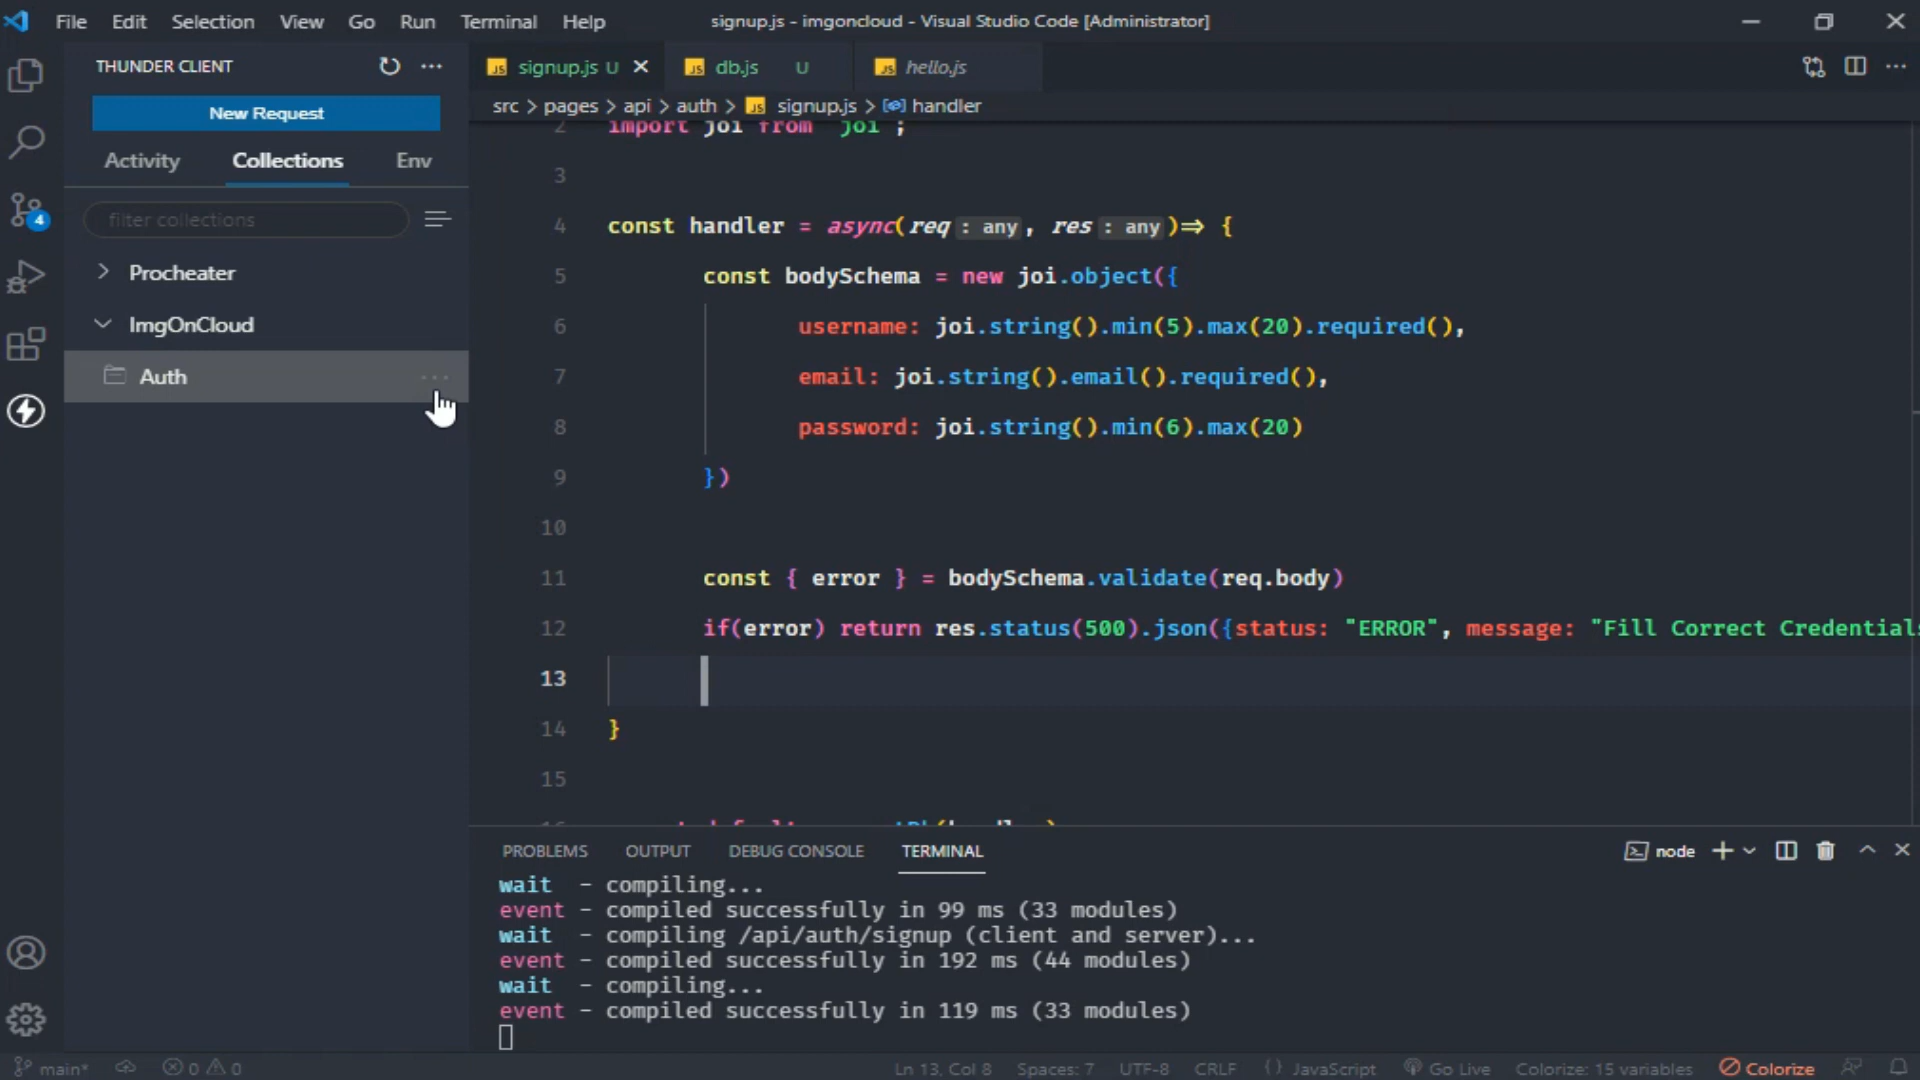 File Edit Selection View Go Run Terminal Help
signup.js - imgoncloud - Visual Studio Code [Administrator]
THUNDER CLIENT
New Request
Activity Collections Env
filter collections
Procheater
ImgOnCloud
Auth
4
signup.js U
db.js U
hello.js
src > pages > api > auth > signup.js > handler
2 import joi from 'joi';
3
4 const handler = async(req: any, res: any)=> {
5 const bodySchema = new joi.object({
6 username: joi.string().min(5).max(20).required(),
7 email: joi.string().email().required(),
8 password: joi.string().min(6).max(20)
9 })
10
11 const { error } = bodySchema.validate(req.body)
12 if(error) return res.status(500).json({status: "ERROR", message: "Fill Correct Credentials
13
14 }
15
PROBLEMS OUTPUT DEBUG CONSOLE TERMINAL
node
wait - compiling...
event - compiled successfully in 99 ms (33 modules)
wait - compiling /api/auth/signup (client and server)...
event - compiled successfully in 192 ms (44 modules)
wait - compiling...
event - compiled successfully in 119 ms (33 modules)
main* 0 0 Ln 13, Col 8 Spaces: 7 UTF-8 CRLF JavaScript Go Live Colorize: 15 variables Colorize